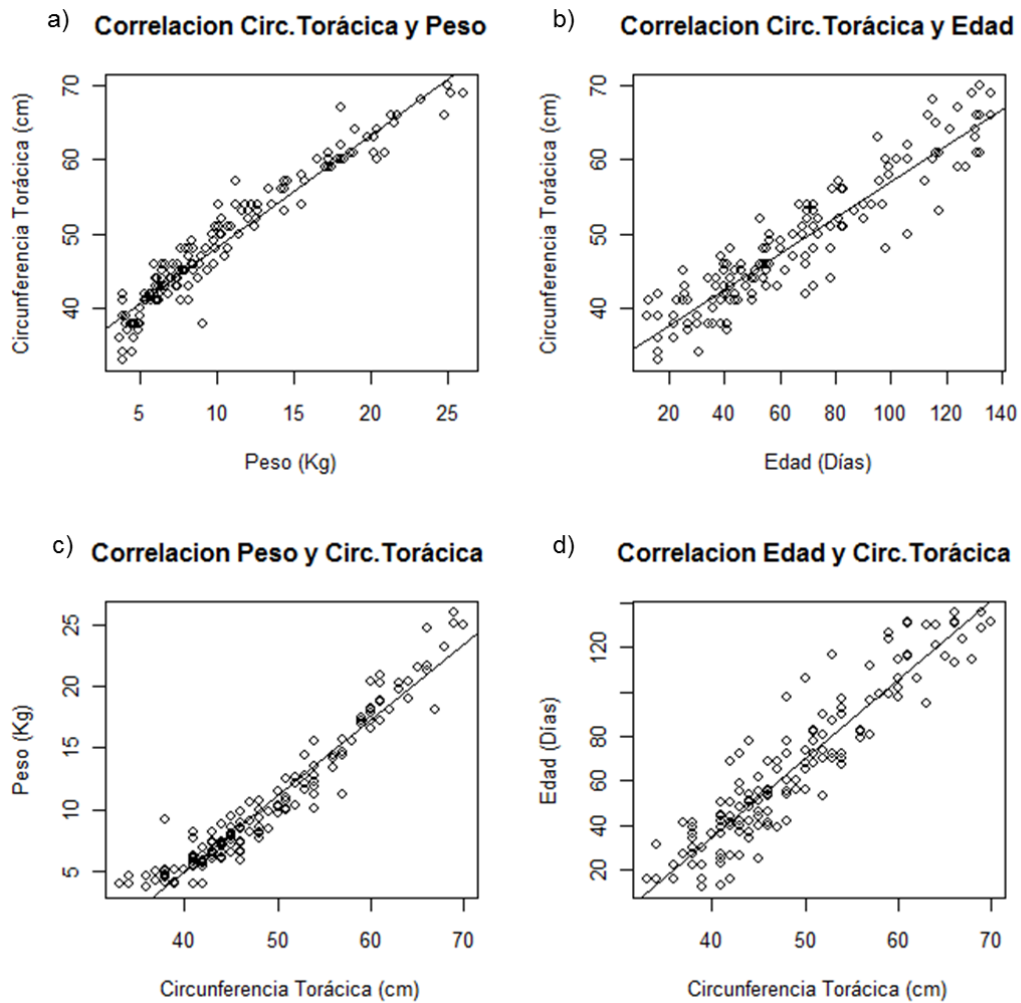 a) Correlacion Circ.Torácica y Peso
Circunferencia Torácica (cm)
70
60
50
40
5 10 15 20 25
Peso (Kg)
b) Correlacion Circ.Torácica y Edad
Circunferencia Torácica (cm)
70
60
50
40
20 40 60 80 100 120 140
Edad (Días)
c) Correlacion Peso y Circ.Torácica
Peso (Kg)
25
20
15
10
5
40 50 60 70
Circunferencia Torácica (cm)
d) Correlacion Edad y Circ.Torácica
Edad (Días)
120
80
60
40
20
40 50 60 70
Circunferencia Torácica (cm)